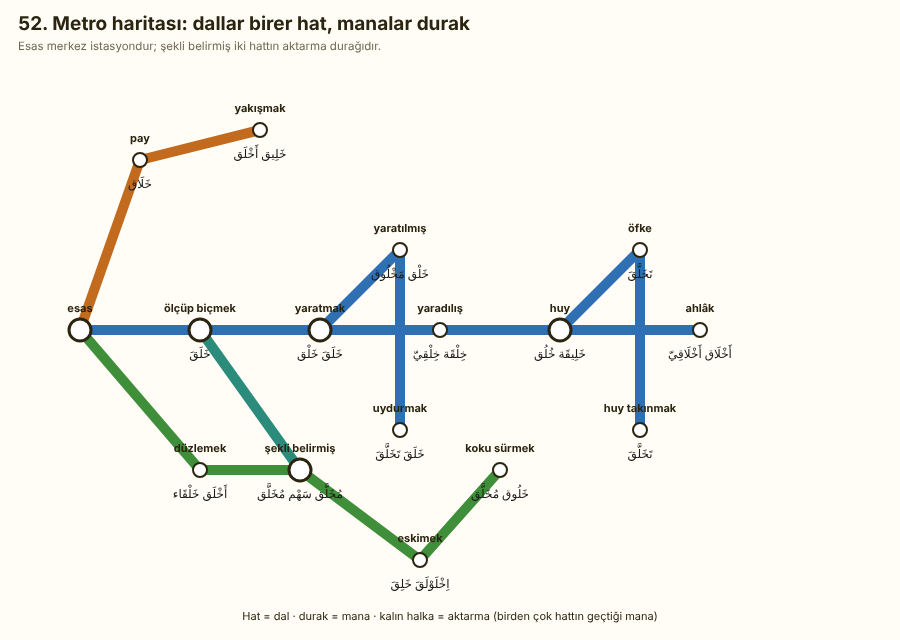 52. Metro haritası: dallar birer hat, manalar durak
Esas merkez istasyondur; şekli belirmiş iki hattın aktarma durağıdır.
yakışmak
خَلِيق أَخْلَق
pay
خَلَاق
yaratılmış
خَلْق مَخْلُوق
öfke
تَخَلَّقَ
esas
ölçüp biçmek
خَلَقَ
yaratmak
خَلَقَ خَلْق
yaradılış
خِلْقَة خِلْقِيّ
huy
خَلِيقَة خُلُق
ahlâk
أَخْلَاق أَخْلَاقِيّ
uydurmak
خَلَقَ تَخَلَّقَ
huy takınmak
تَخَلَّقَ
düzlemek
أَخْلَق خَلْقَاء
şekli belirmiş
مُخَلَّق سَهْم مُخَلَّق
koku sürmek
خَلُوق مُخَلَّق
eskimek
اِخْلَوْلَقَ خَلِقَ
Hat = dal · durak = mana · kalın halka = aktarma (birden çok hattın geçtiği mana)